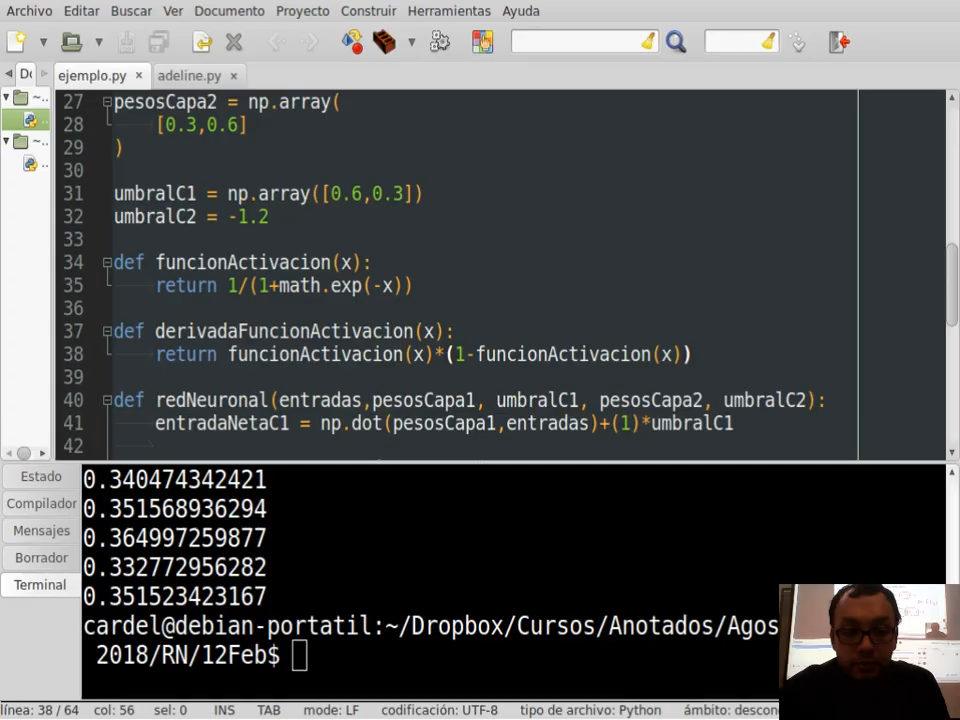 Archivo Editar Buscar Ver Documento Proyecto Construir Herramientas Ayuda
ejemplo.py × adeline.py ×
27 pesosCapa2 = np.array(
28 [0.3,0.6]
29 )
30
31 umbralC1 = np.array([0.6,0.3])
32 umbralC2 = -1.2
33
34 def funcionActivacion(x):
35 return 1/(1+math.exp(-x))
36
37 def derivadaFuncionActivacion(x):
38 return funcionActivacion(x)*(1-funcionActivacion(x))
39
40 def redNeuronal(entradas,pesosCapa1, umbralC1, pesosCapa2, umbralC2):
41 entradaNetaC1 = np.dot(pesosCapa1,entradas)+(1)*umbralC1
42
Estado
Compilador
Mensajes
Borrador
Terminal
0.340474342421
0.351568936294
0.364997259877
0.332772956282
0.351523423167
cardel@debian-portatil:~/Dropbox/Cursos/Anotados/Agos
2018/RN/12Feb$
línea: 38 / 64 col: 56 sel: 0 INS TAB mode: LF codificación: UTF-8 tipo de archivo: Python ámbito: descon